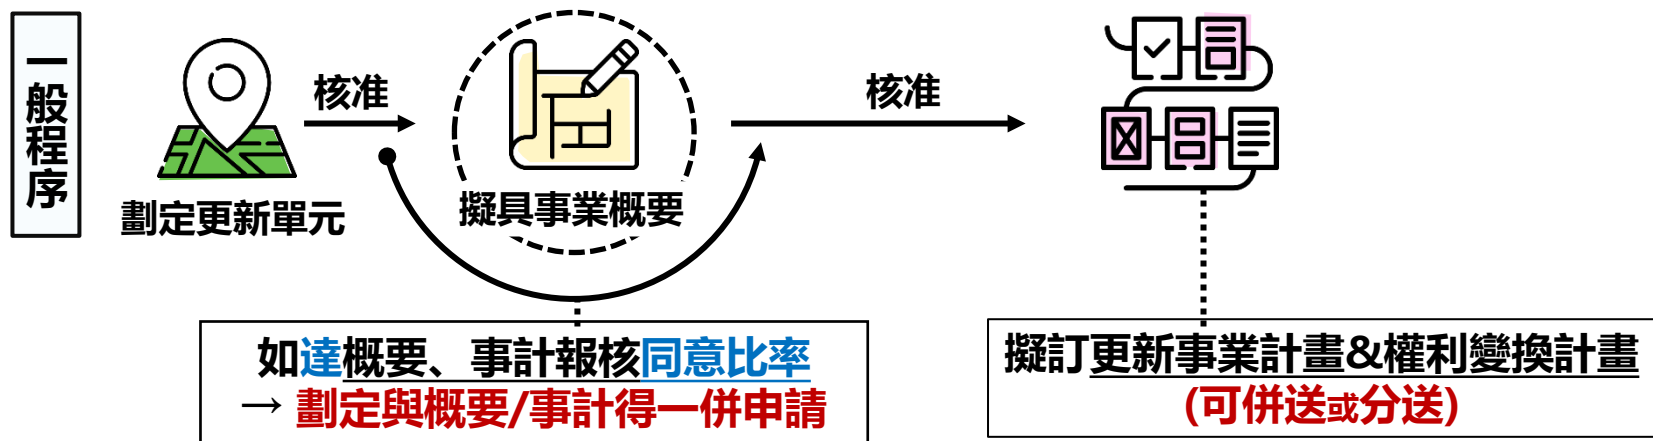 一般程序
核准
核准
劃定更新單元
擬具事業概要
如達概要、事計報核同意比率
→ 劃定與概要/事計得一併申請
擬訂更新事業計畫&權利變換計畫
(可併送或分送)